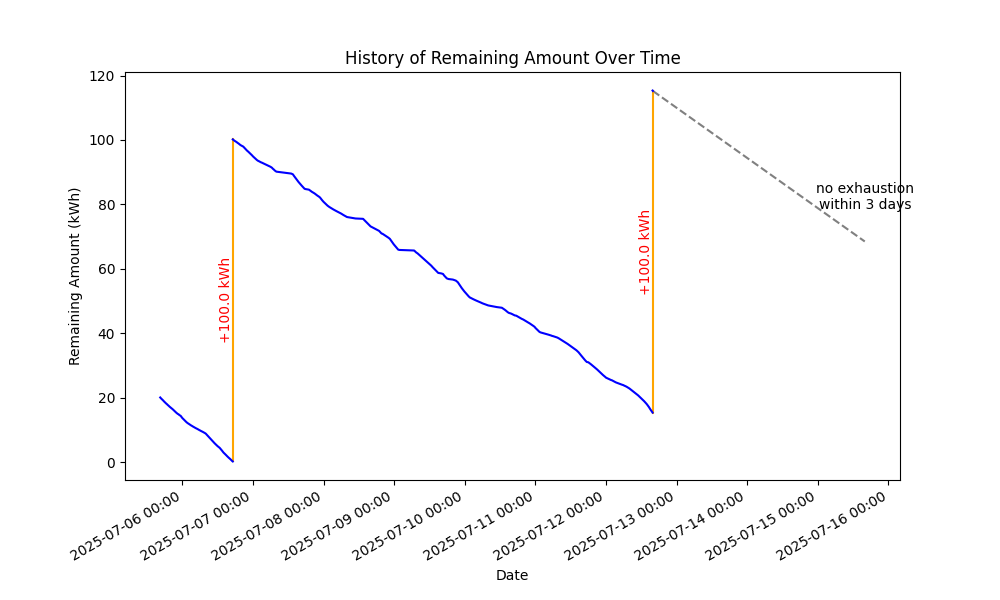 History of Remaining Amount Over Time
Remaining Amount (kWh)
120
100
80
60
40
20
0
+100.0 kWh
+100.0 kWh
no exhaustion
within 3 days
2025-07-06 00:00
2025-07-07 00:00
2025-07-08 00:00
2025-07-09 00:00
2025-07-10 00:00
2025-07-11 00:00
2025-07-12 00:00
2025-07-13 00:00
2025-07-14 00:00
2025-07-15 00:00
2025-07-16 00:00
Date